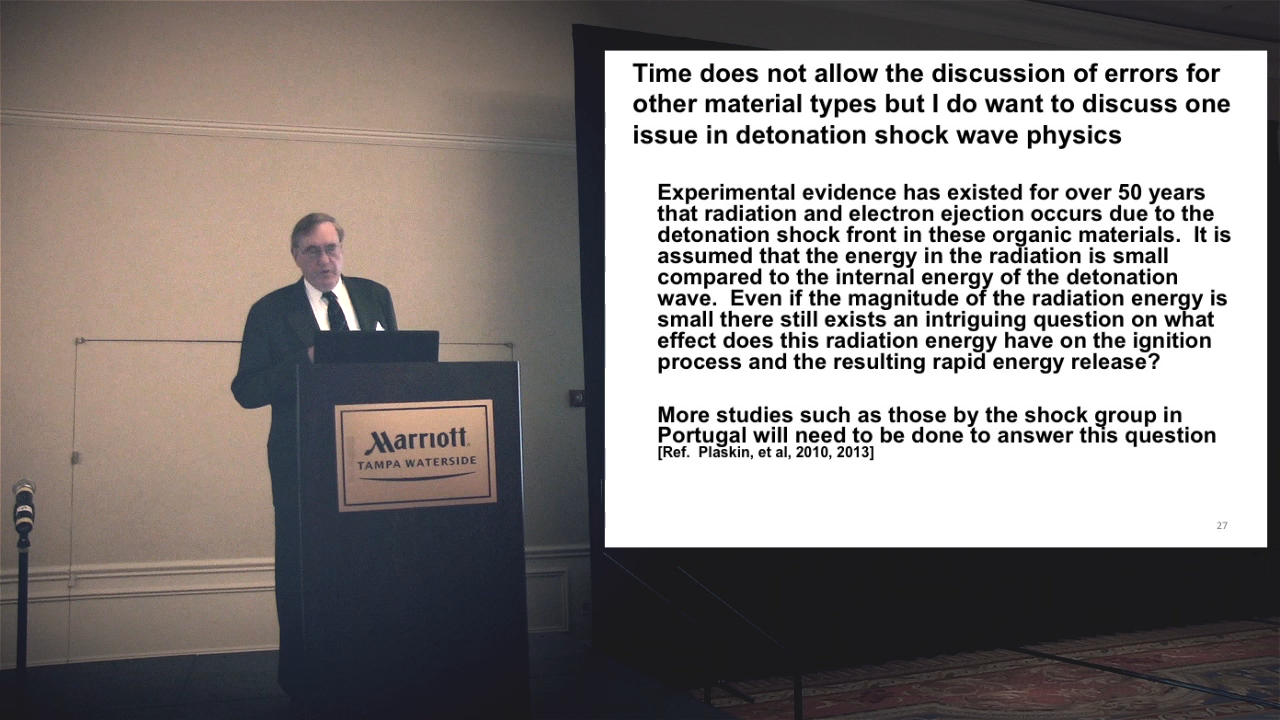 Time does not allow the discussion of errors for
other material types but I do want to discuss one
issue in detonation shock wave physics
Experimental evidence has existed for over 50 years
that radiation and electron ejection occurs due to the
detonation shock front in these organic materials.  It is
assumed that the energy in the radiation is small
compared to the internal energy of the detonation
wave.  Even if the magnitude of the radiation energy is
small there still exists an intriguing question on what
effect does this radiation energy have on the ignition
process and the resulting rapid energy release?
More studies such as those by the shock group in
Portugal will need to be done to answer this question
[Ref.  Plaskin, et al, 2010, 2013]
27
Marriott
TAMPA WATERSIDE